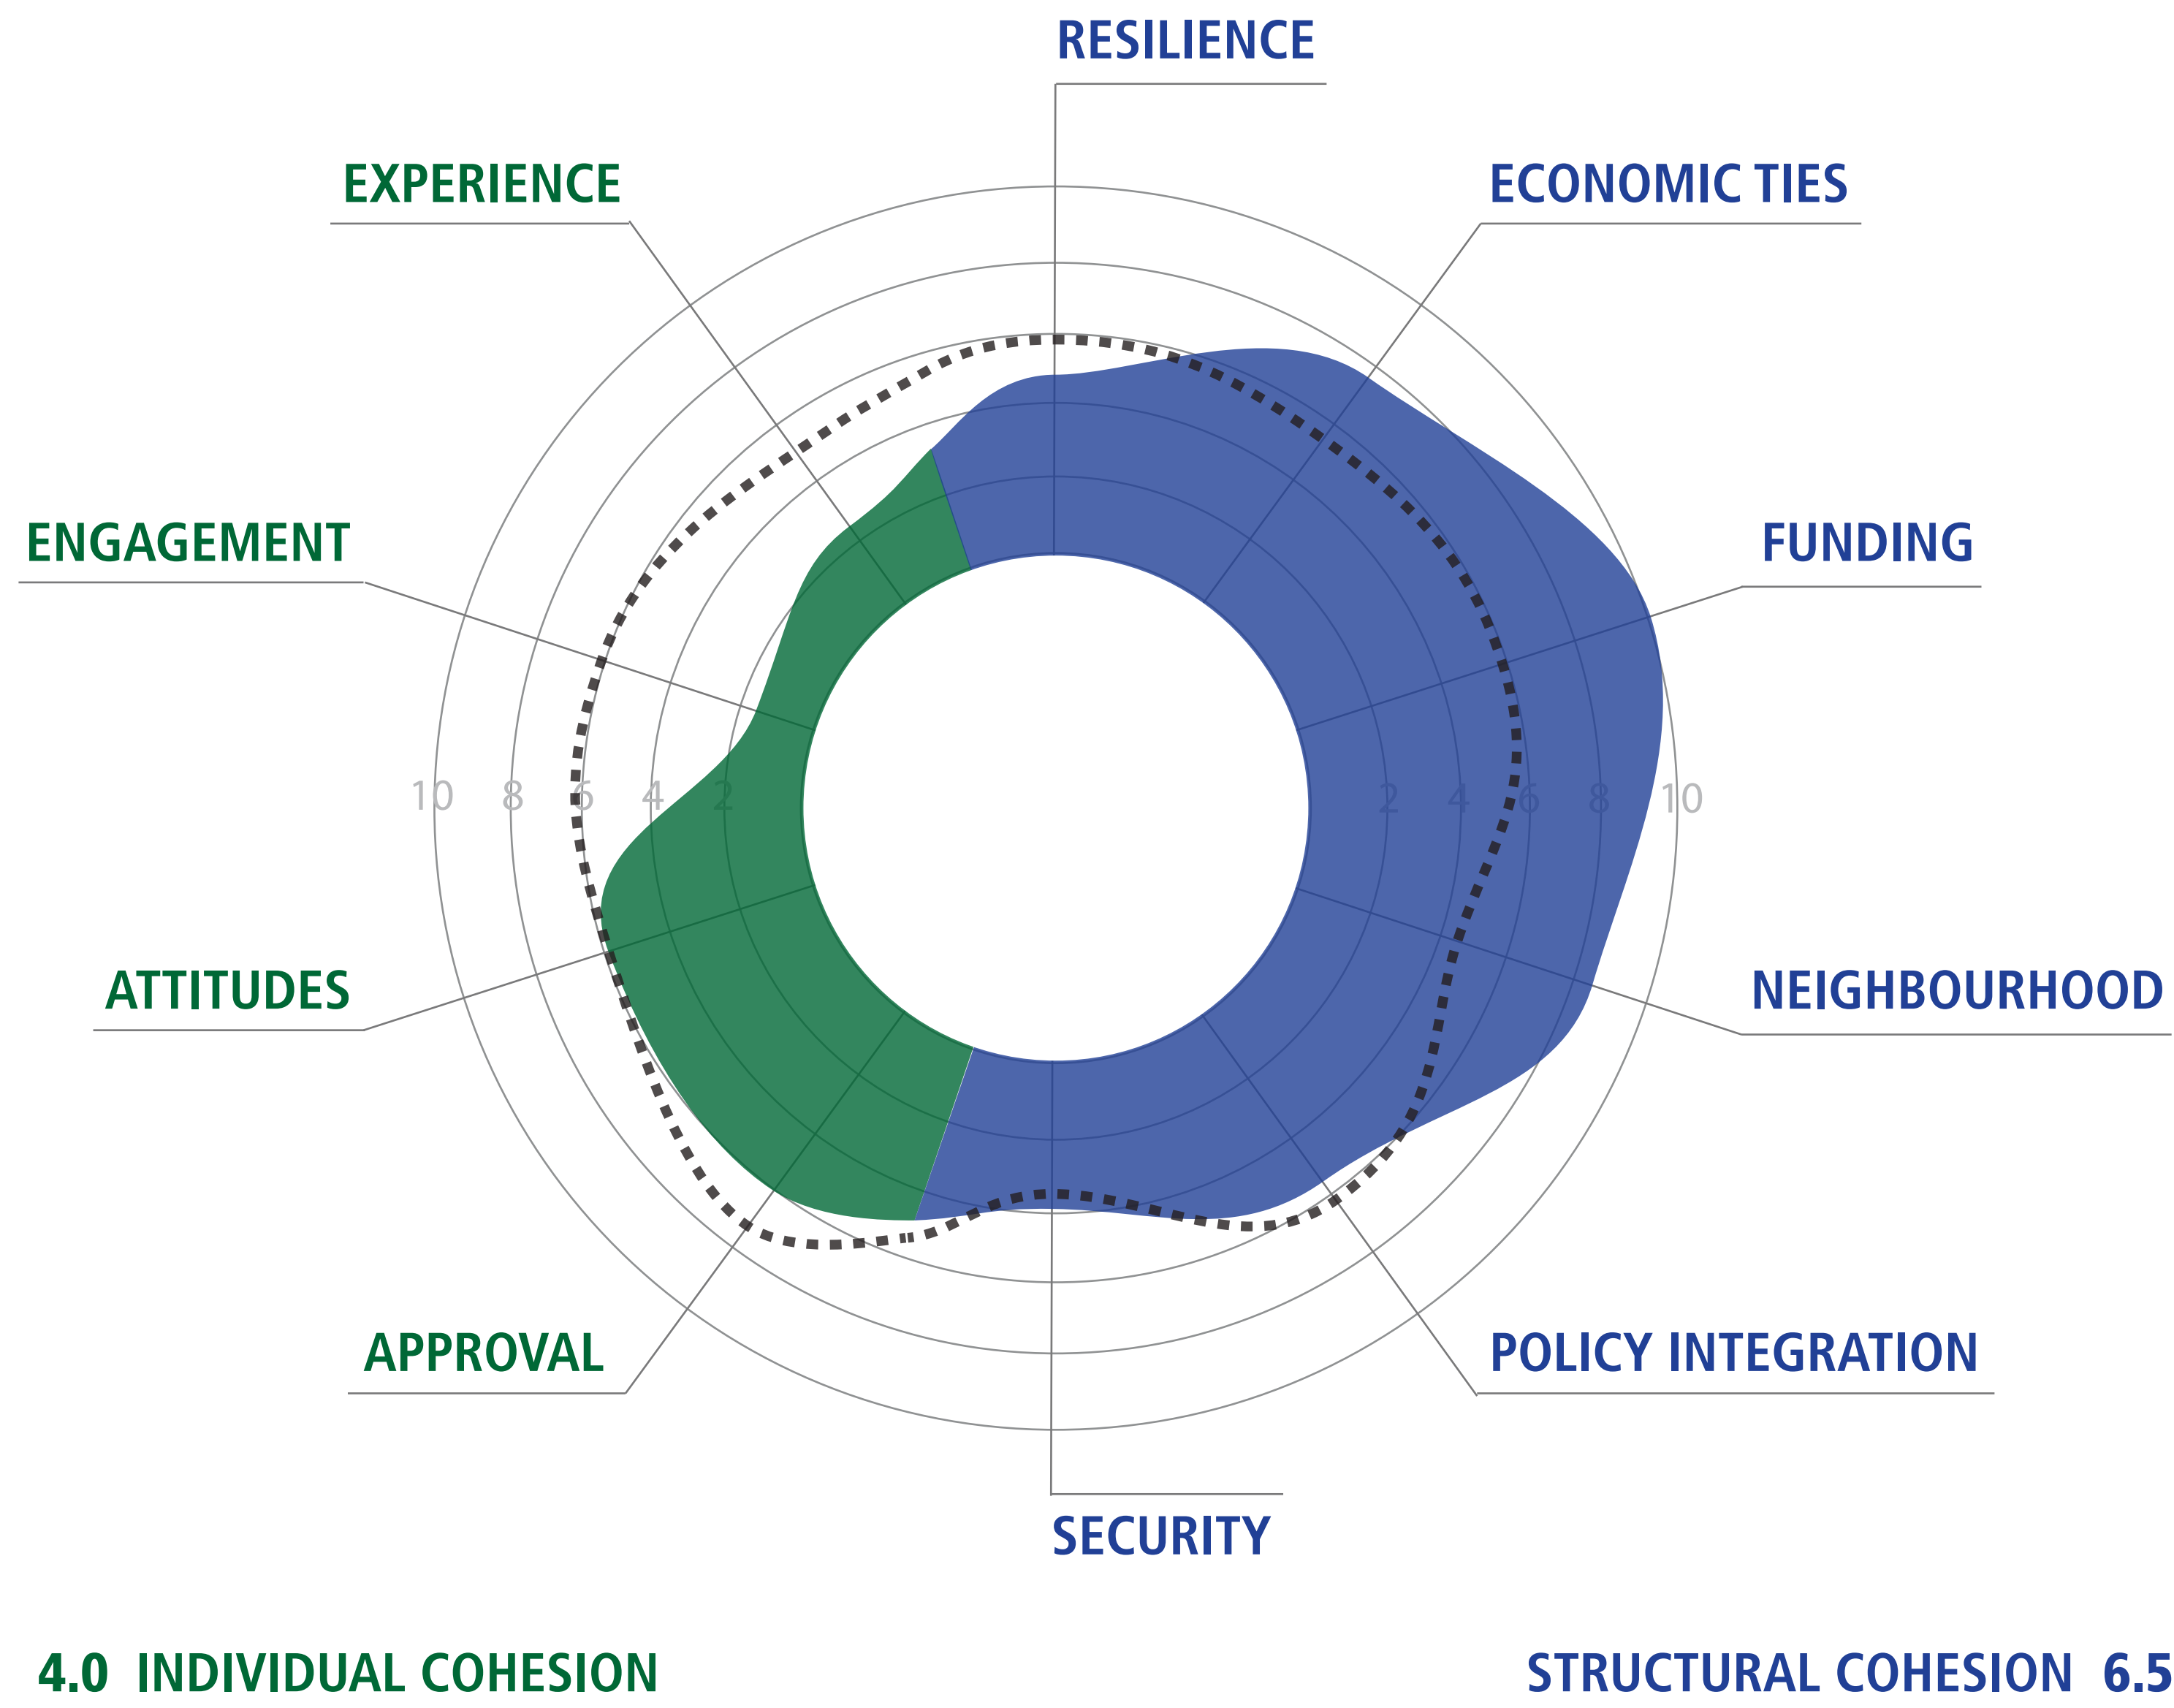 RESILIENCE
EXPERIENCE
ECONOMIC TIES
ENGAGEMENT
FUNDING
10 8 6 4 2 2 4 6 8 10
ATTITUDES
NEIGHBOURHOOD
APPROVAL
POLICY INTEGRATION
SECURITY
4.0 INDIVIDUAL COHESION
STRUCTURAL COHESION 6.5